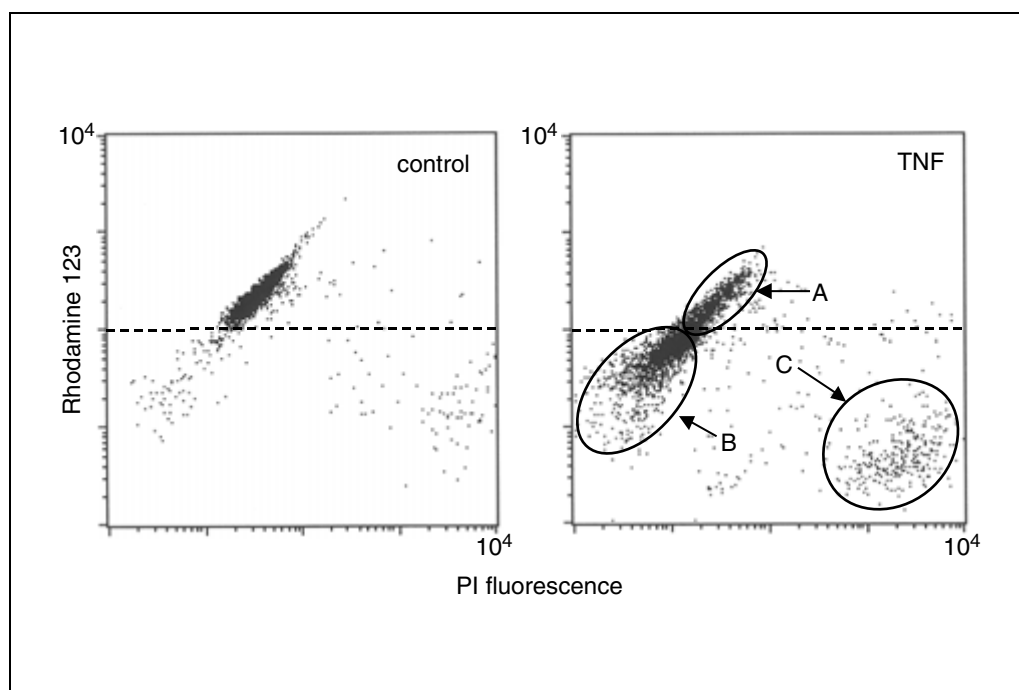 10⁴
control
10⁴
TNF
Rhodamine 123
A
C
B
10⁴
10⁴
PI fluorescence